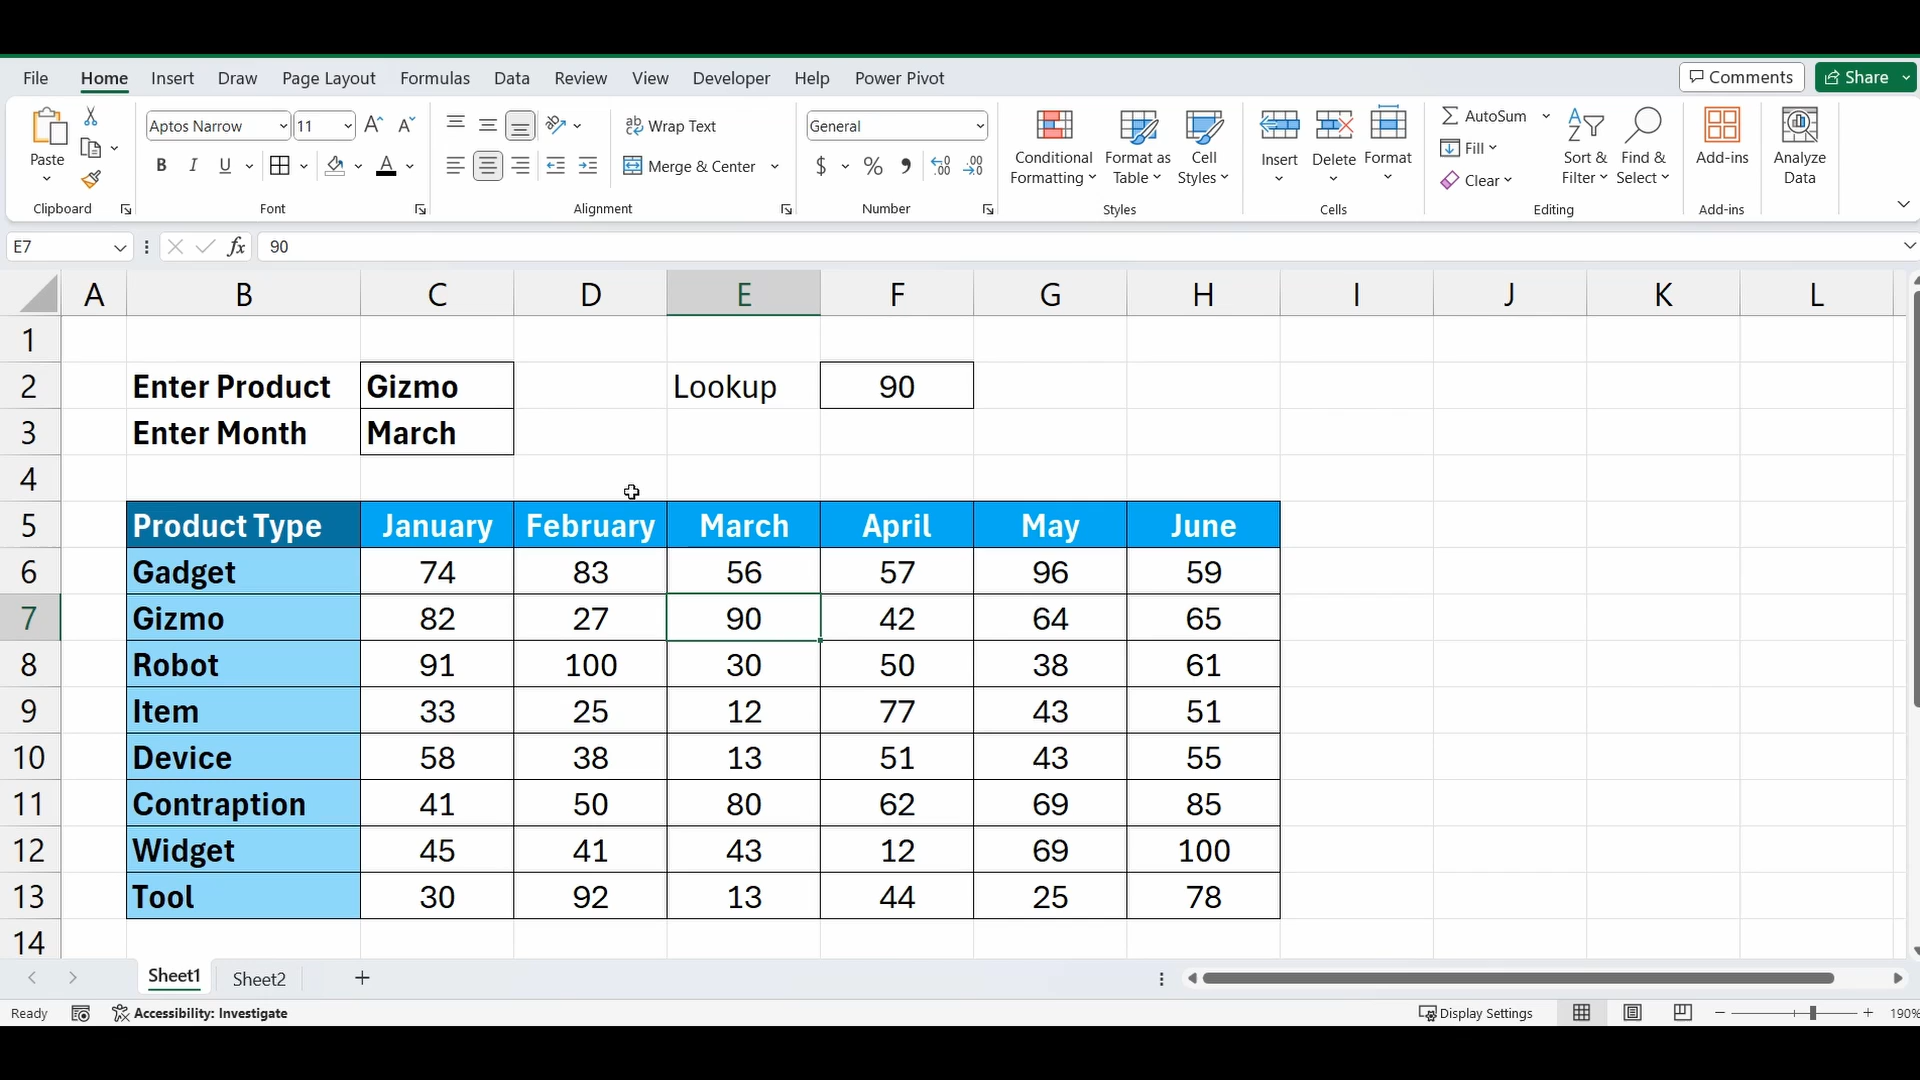 File Home Insert Draw Page Layout Formulas Data Review View Developer Help Power Pivot Comments Share
Paste Aptos Narrow 11 Wrap Text General Conditional Formatting Format as Table Cell Styles Insert Delete Format AutoSum Sort & Filter Find & Select Add-ins Analyze Data
B I U A Merge & Center $ % , Fill
Clear
Clipboard Font Alignment Number Styles Cells Editing Add-ins
E7 fx 90
A B C D E F G H I J K L
1
2 Enter Product Gizmo Lookup 90
3 Enter Month March
4
5 Product Type January February March April May June
6 Gadget 74 83 56 57 96 59
7 Gizmo 82 27 90 42 64 65
8 Robot 91 100 30 50 38 61
9 Item 33 25 12 77 43 51
10 Device 58 38 13 51 43 55
11 Contraption 41 50 80 62 69 85
12 Widget 45 41 43 12 69 100
13 Tool 30 92 13 44 25 78
14
Sheet1 Sheet2 +
Ready Accessibility: Investigate Display Settings − + 190%